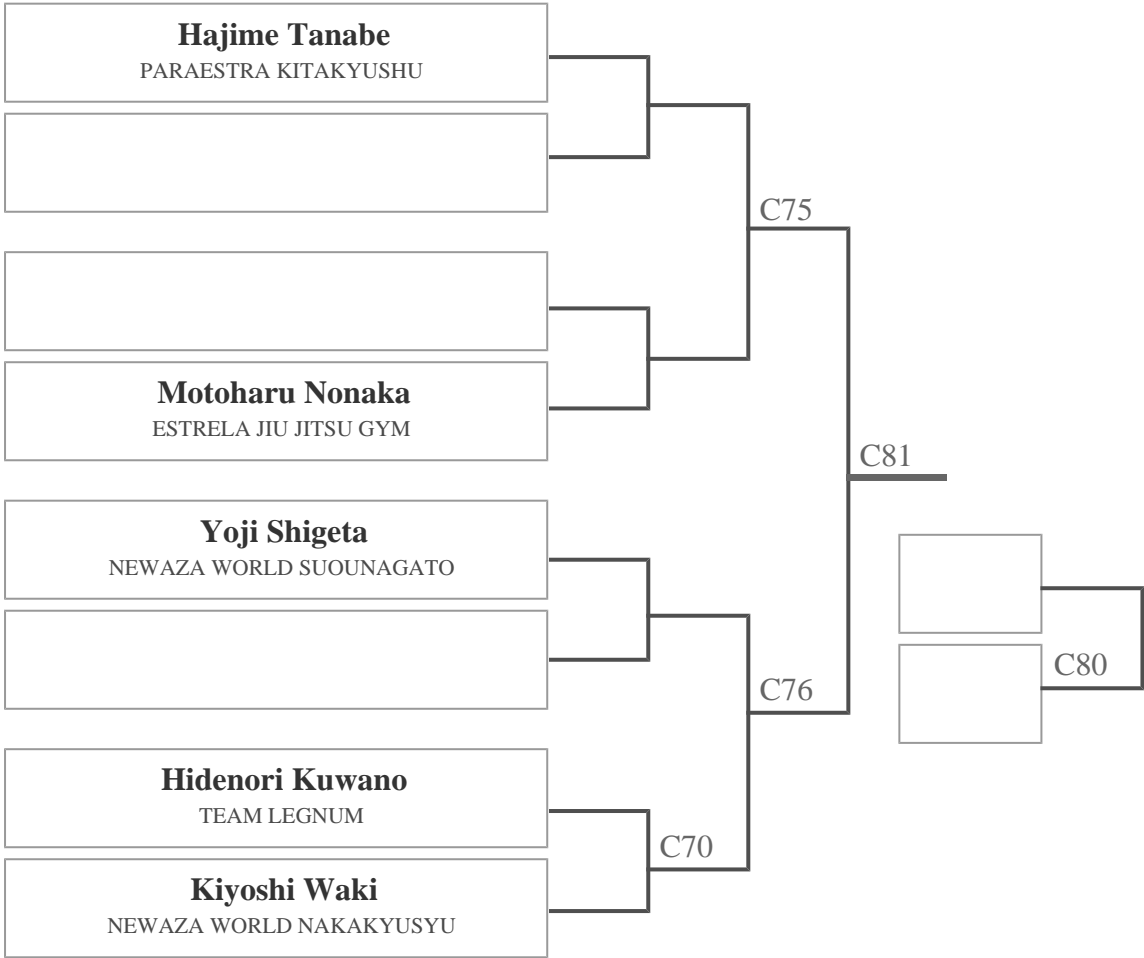 Hajime Tanabe
PARAESTRA KITAKYUSHU
C75
Motoharu Nonaka
ESTRELA JIU JITSU GYM
C81
Yoji Shigeta
NEWAZA WORLD SUOUNAGATO
C80
C76
Hidenori Kuwano
TEAM LEGNUM
C70
Kiyoshi Waki
NEWAZA WORLD NAKAKYUSYU